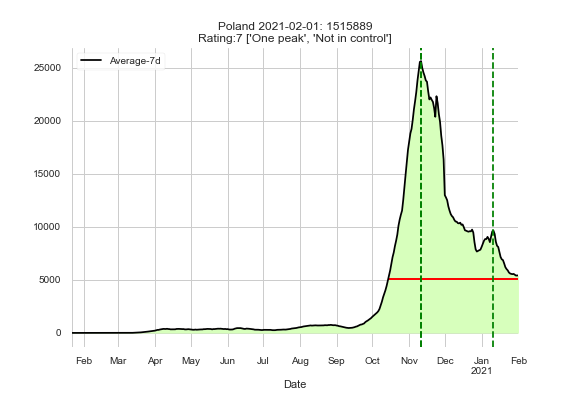 Poland 2021-02-01: 1515889
Rating:7 ['One peak', 'Not in control']
Average-7d
25000
20000
15000
10000
5000
0
Feb Mar Apr May Jun Jul Aug Sep Oct Nov Dec Jan Feb
2021
Date